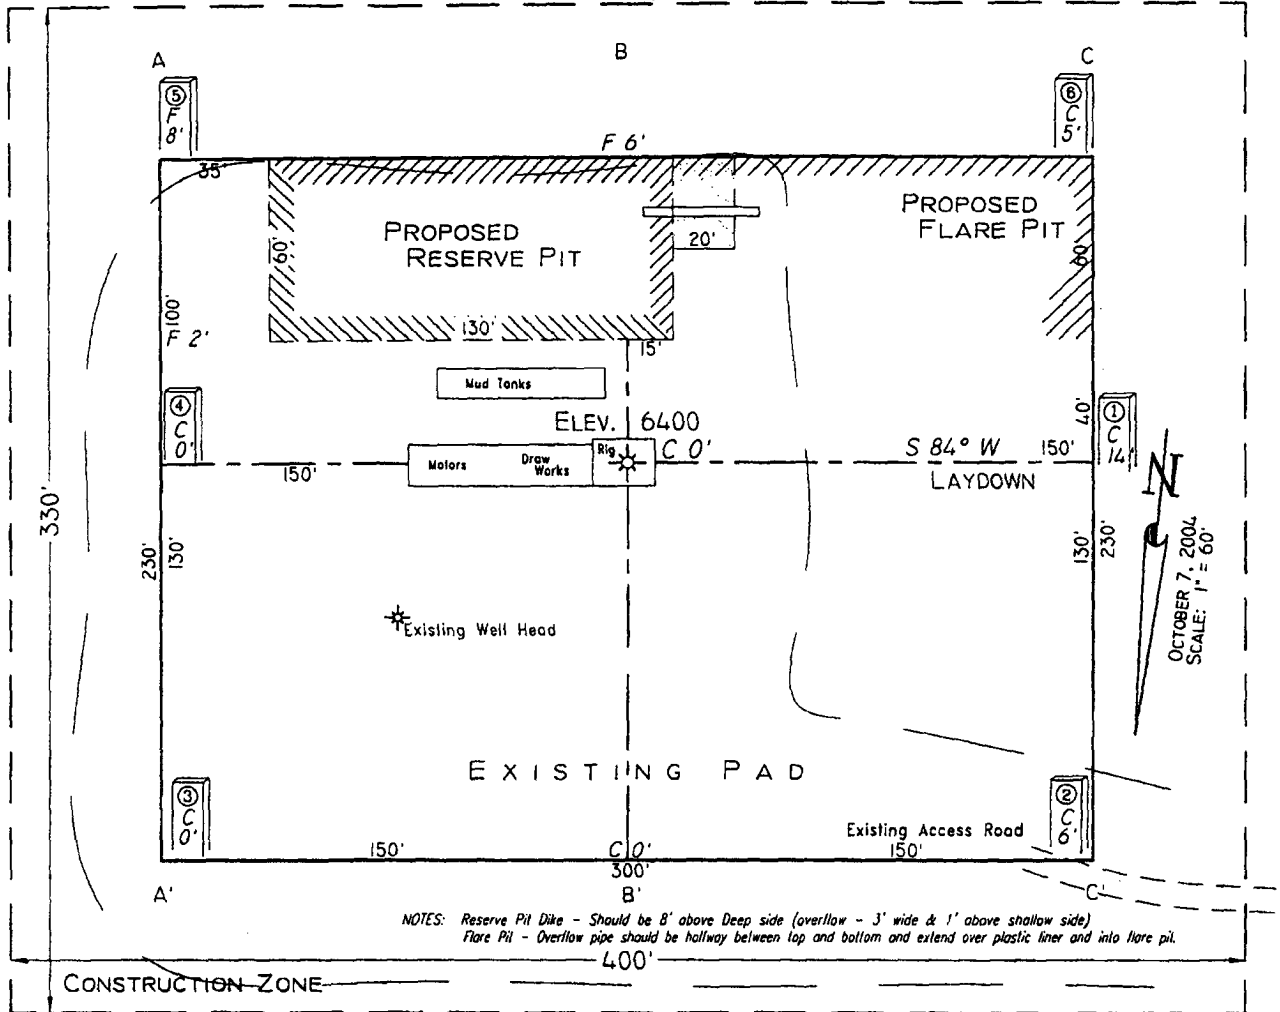 A
B
C
⑤
F
8'
⑥
C
5'
F 6'
35'
PROPOSED
RESERVE PIT
PROPOSED
FLARE PIT
20'
60'
60'
100'
F 2'
130'
15'
Mud Tanks
④
C
0'
40'
①
C
14'
ELEV. 6400
Rig
C 0'
S 84° W
150'
Motors
Draw
Works
150'
LAYDOWN
N
330'
230'
130'
130'
230'
OCTOBER 7, 2004
SCALE: 1" = 60'
Existing Well Head
EXISTING PAD
③
C
0'
②
C
6'
Existing Access Road
150'
C 0'
150'
300'
A'
B'
C'
NOTES: Reserve Pit Dike - Should be 8' above Deep side (overflow - 3' wide & 1' above shallow side)
Flare Pit - Overflow pipe should be halfway between top and bottom and extend over plastic liner and into flare pit.
400'
CONSTRUCTION ZONE